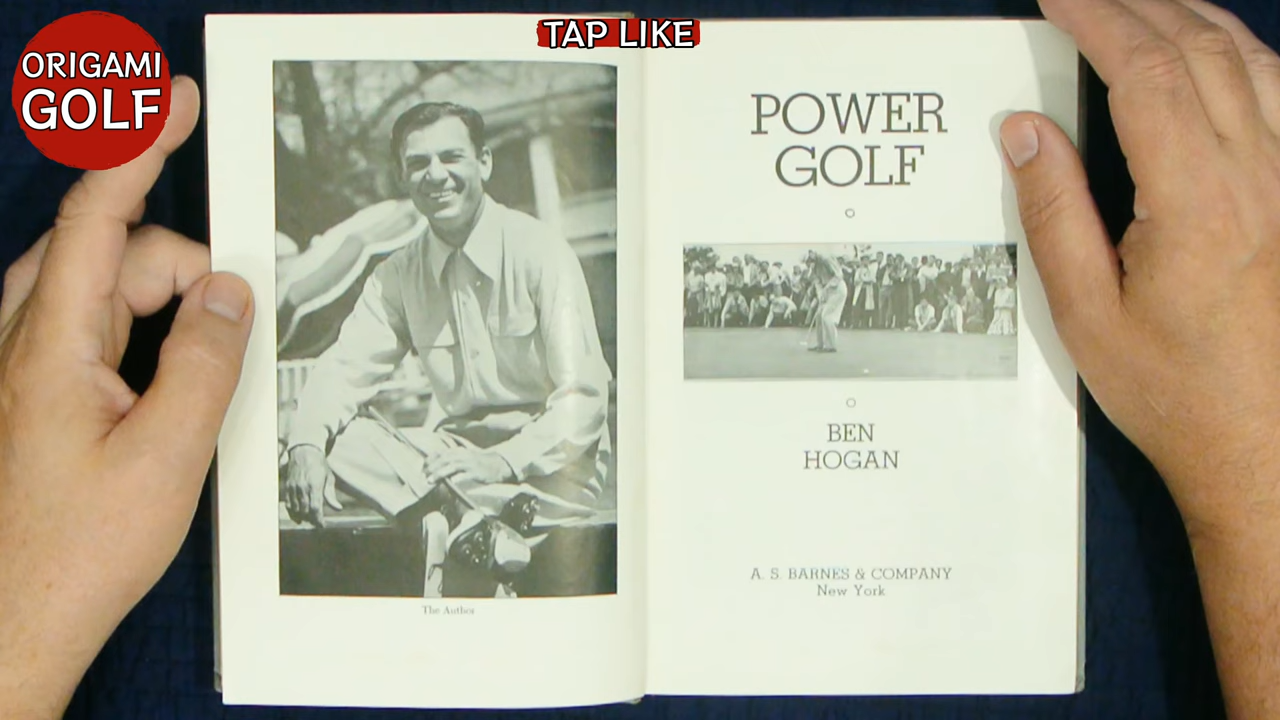 ORIGAMI
GOLF
TAP LIKE
The Author
POWER
GOLF
BEN
HOGAN
A. S. BARNES & COMPANY
New York